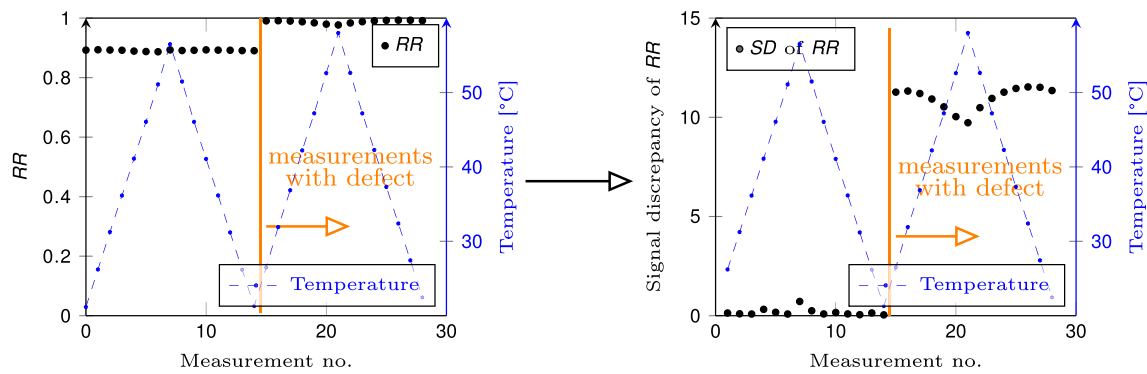 1
0.8
0.6
0.4
0.2
0
RR
RR
measurements
with defect
Temperature
50
40
30
Temperature [°C]
0
10
20
30
Measurement no.
15
10
5
0
Signal discrepancy of RR
SD of RR
measurements
with defect
Temperature
50
40
30
Temperature [°C]
0
10
20
30
Measurement no.